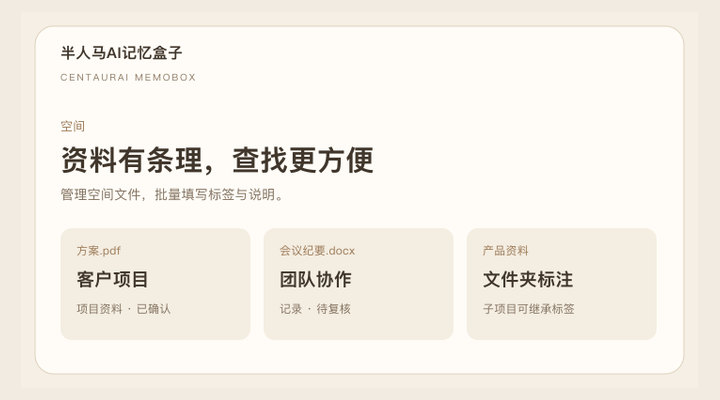 半人马AI记忆盒子
CENTAURAI MEMOBOX
空间
资料有条理，查找更方便
管理空间文件，批量填写标签与说明。
方案.pdf
客户项目
项目资料 · 已确认
会议纪要.docx
团队协作
记录 · 待复核
产品资料
文件夹标注
子项目可继承标签